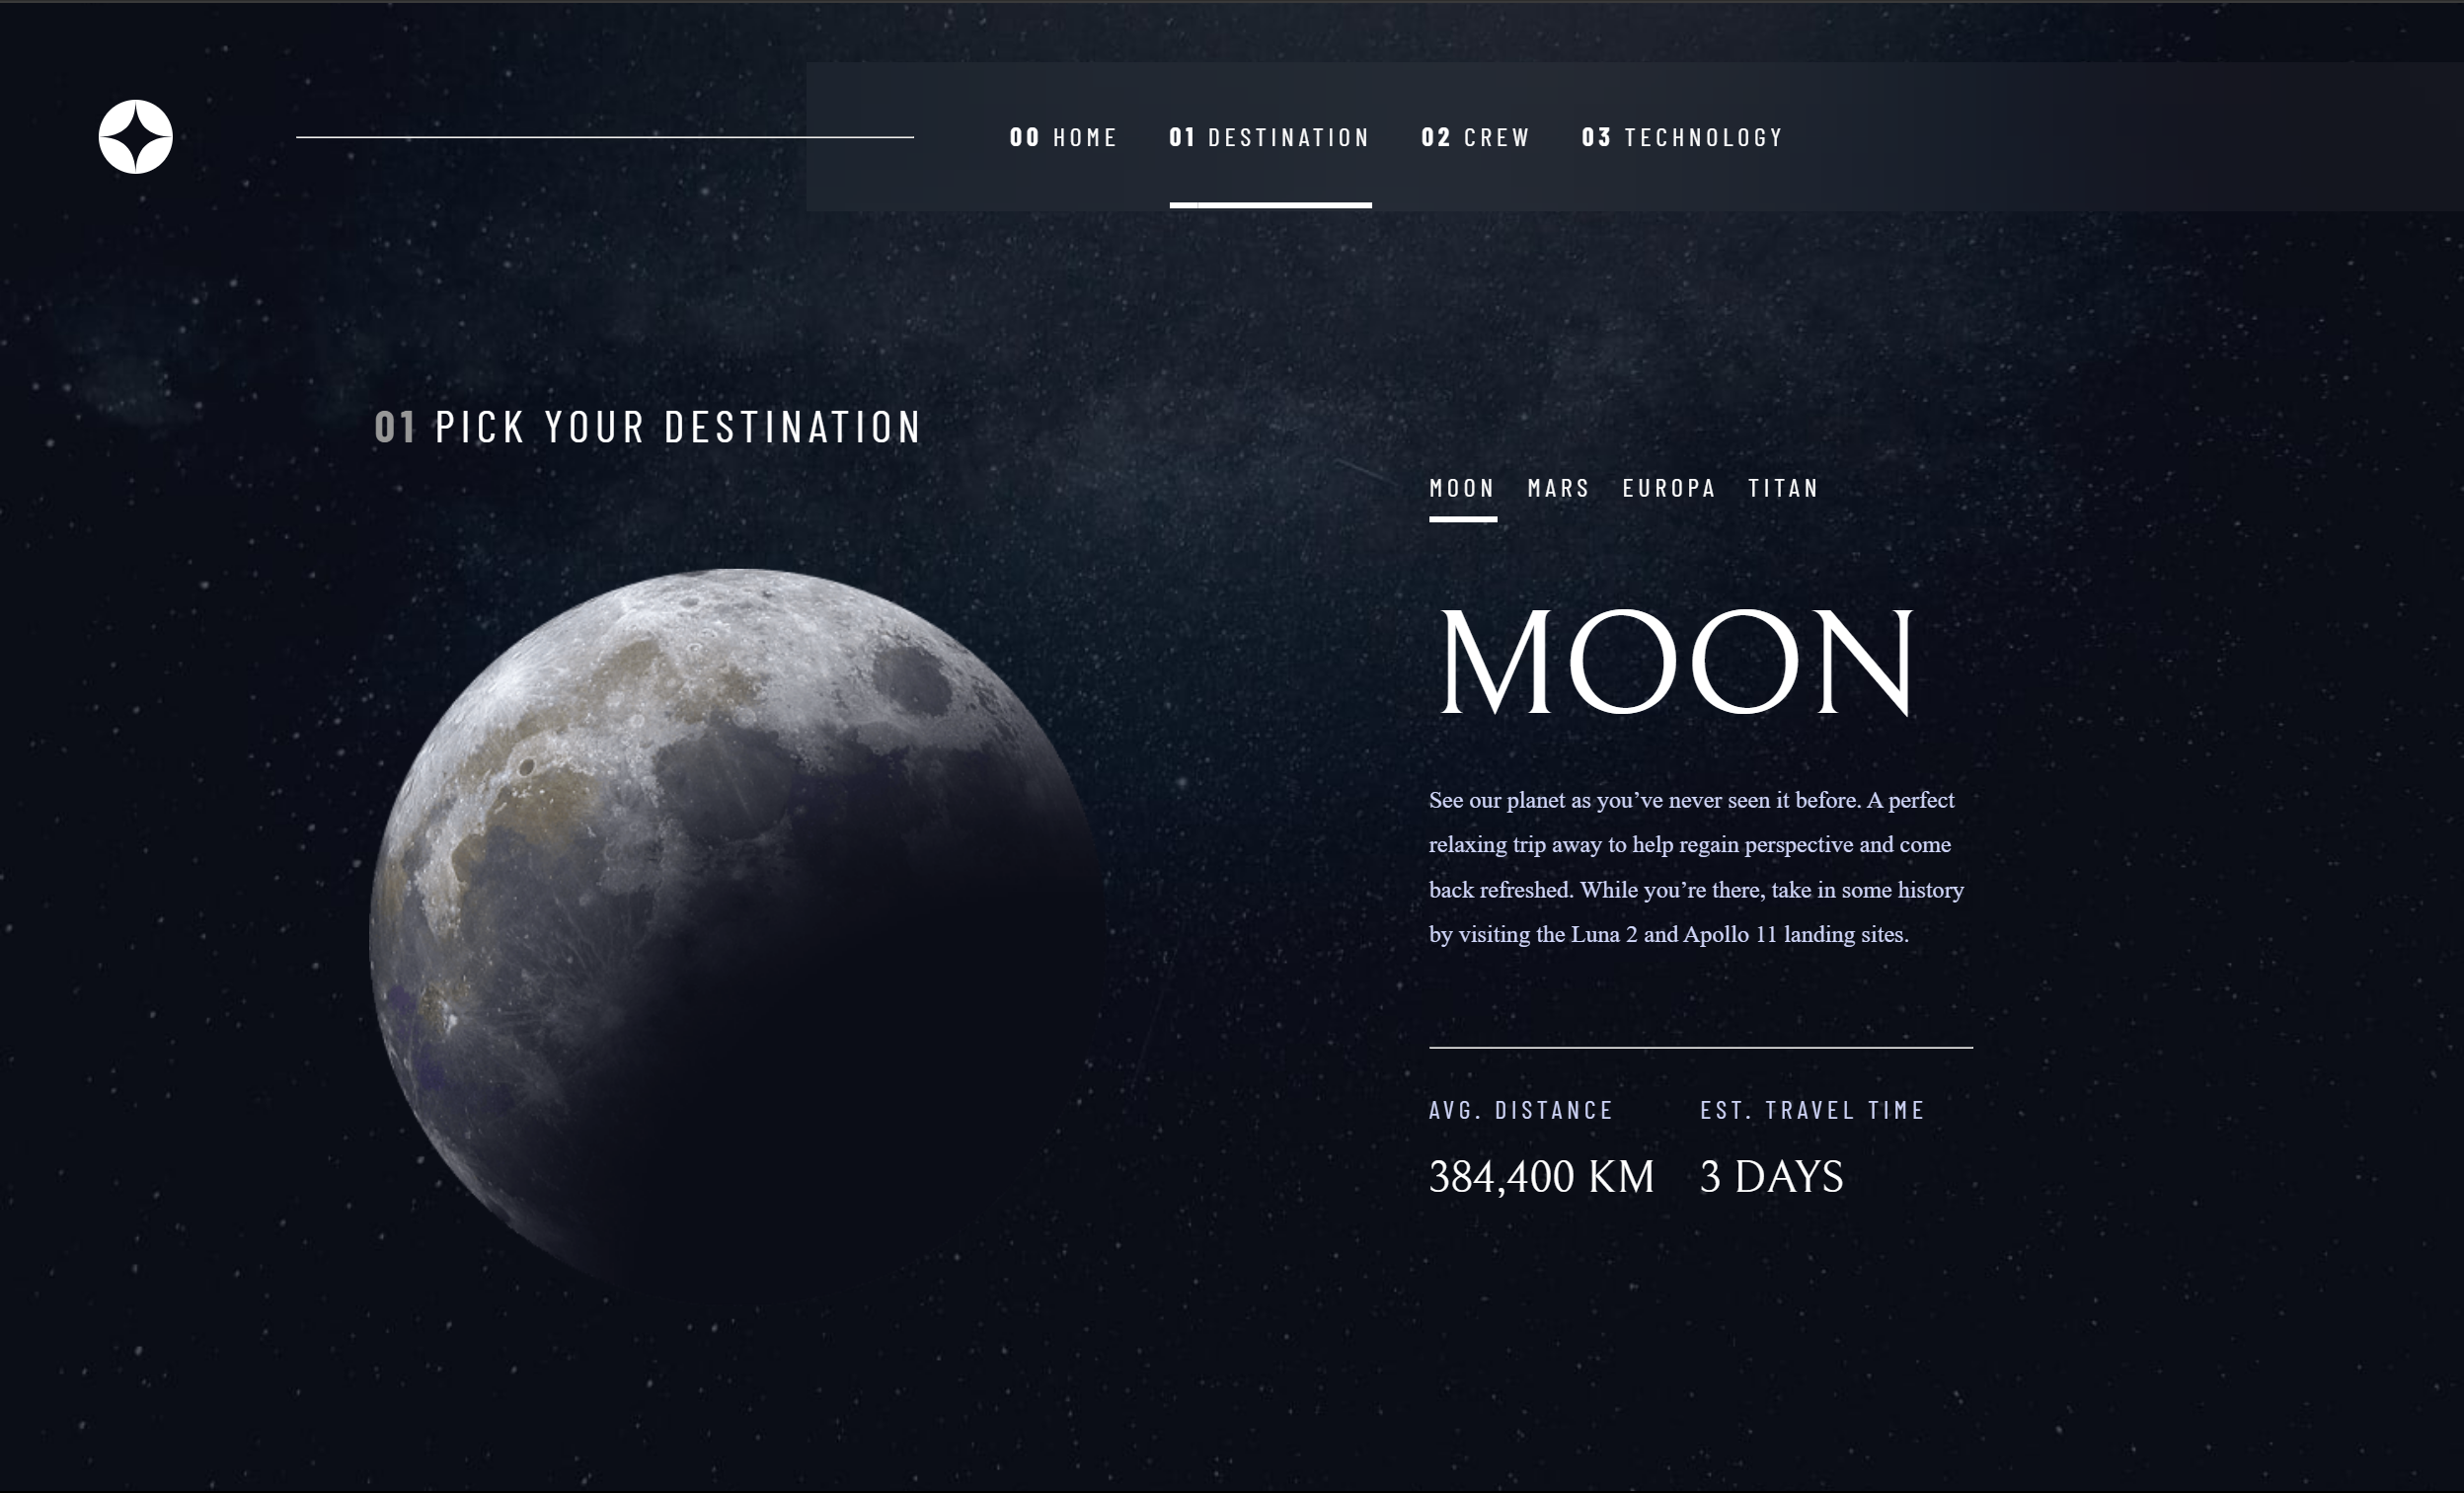 00 HOME 01 DESTINATION 02 CREW 03 TECHNOLOGY
01 PICK YOUR DESTINATION
MOON MARS EUROPA TITAN
MOON
See our planet as you’ve never seen it before. A perfect
relaxing trip away to help regain perspective and come
back refreshed. While you’re there, take in some history
by visiting the Luna 2 and Apollo 11 landing sites.
AVG. DISTANCE
384,400 KM
EST. TRAVEL TIME
3 DAYS